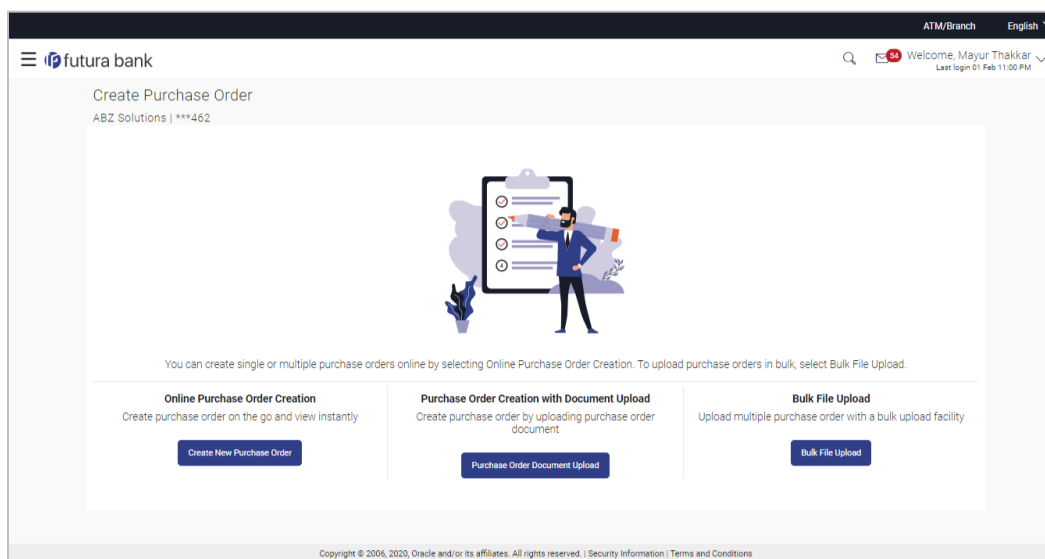 ATM/Branch English
futura bank
54 Welcome, Mayur Thakkar
Last login 01 Feb 11:00 PM
Create Purchase Order
ABZ Solutions | ***462
4
You can create single or multiple purchase orders online by selecting Online Purchase Order Creation. To upload purchase orders in bulk, select Bulk File Upload.
Online Purchase Order Creation
Create purchase order on the go and view instantly
Create New Purchase Order
Purchase Order Creation with Document Upload
Create purchase order by uploading purchase order
document
Purchase Order Document Upload
Bulk File Upload
Upload multiple purchase order with a bulk upload facility
Bulk File Upload
Copyright © 2006, 2020, Oracle and/or its affiliates. All rights reserved. | Security Information | Terms and Conditions